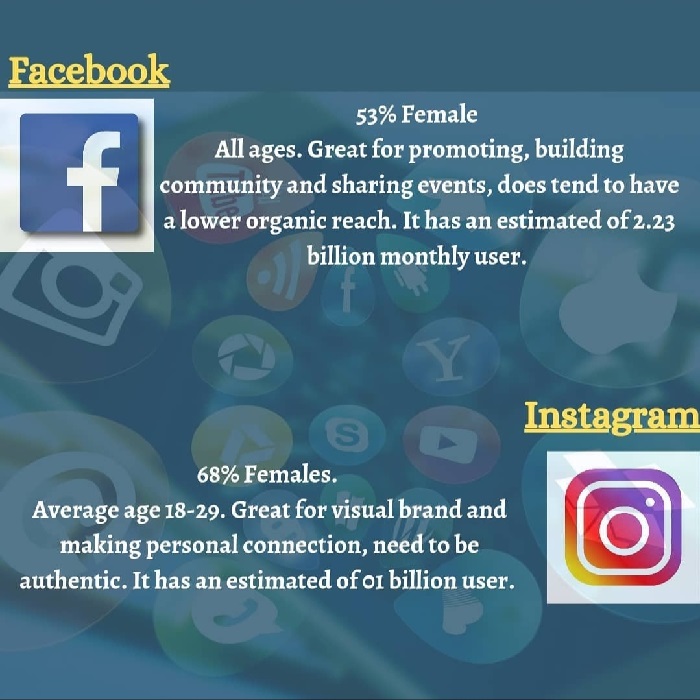 Facebook
53% Female
All ages. Great for promoting, building
community and sharing events, does tend to have
a lower organic reach. It has an estimated of 2.23
billion monthly user.
Instagram
68% Females.
Average age 18-29. Great for visual brand and
making personal connection, need to be
authentic. It has an estimated of 01 billion user.